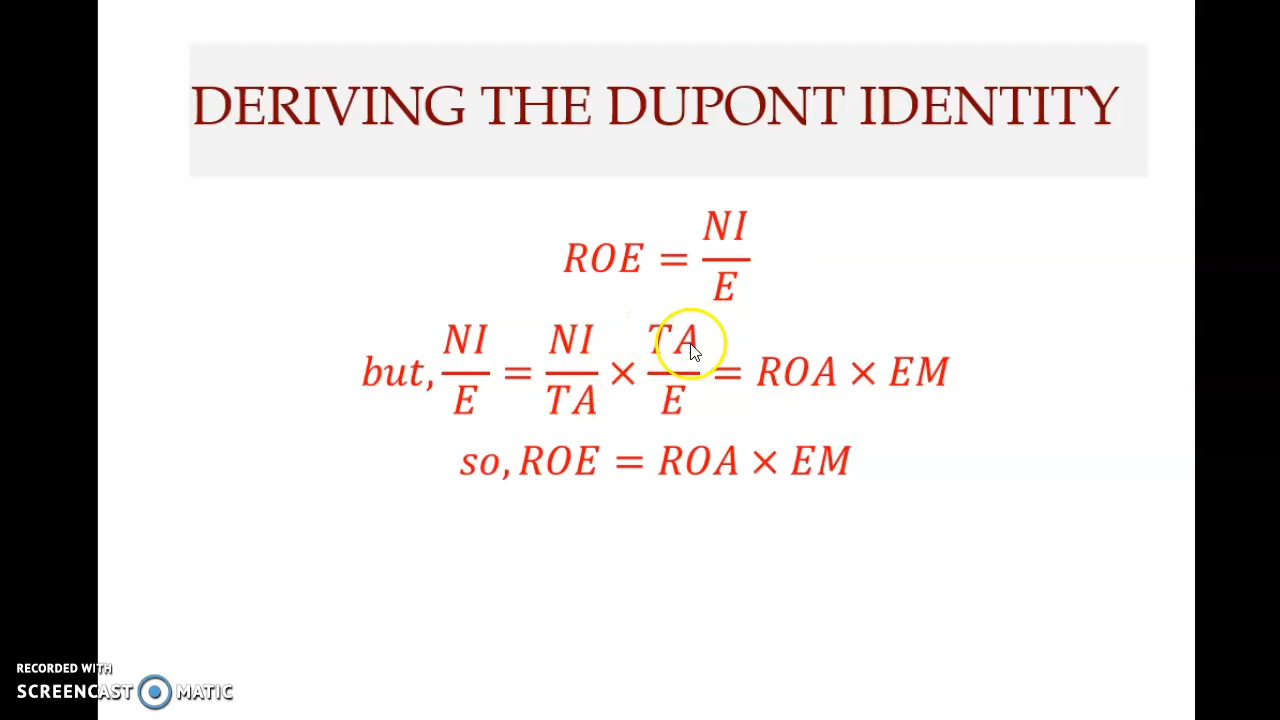 DERIVING THE DUPONT IDENTITY
ROE = NI/E
but, NI/E = NI/TA × TA/E = ROA × EM
so, ROE = ROA × EM
RECORDED WITH
SCREENCAST MATIC